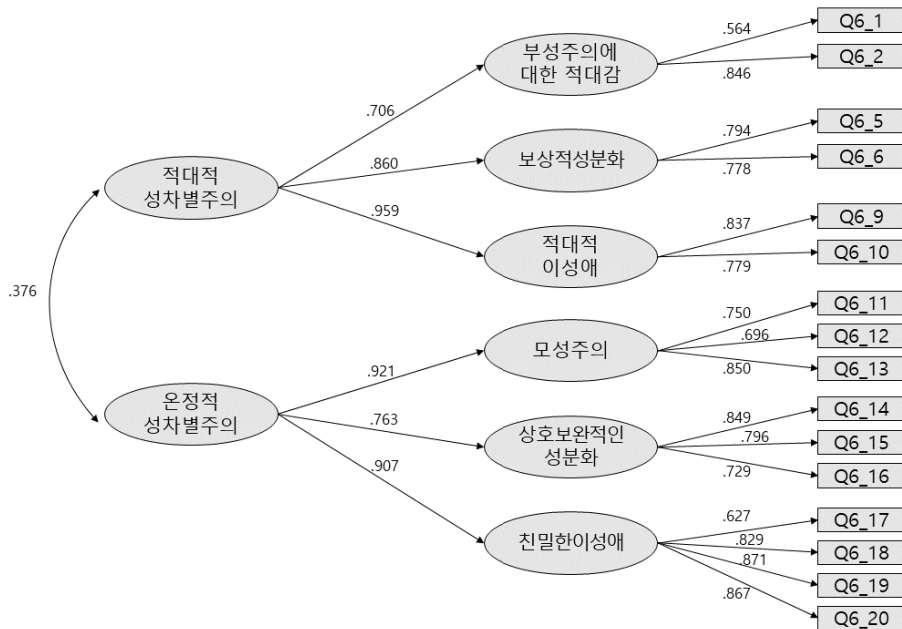 .564
Q6_1
부성주의에
대한 적대감
.846
Q6_2
.706
.794
Q6_5
.860
보상적성분화
.778
Q6_6
적대적
성차별주의
.959
.837
Q6_9
적대적
이성애
.779
Q6_10
.376
.750
Q6_11
모성주의
.696
Q6_12
.850
Q6_13
.921
온정적
성차별주의
.763
.849
Q6_14
상호보완적인
성분화
.796
Q6_15
.729
Q6_16
.907
.627
Q6_17
친밀한이성애
.829
Q6_18
.871
Q6_19
.867
Q6_20